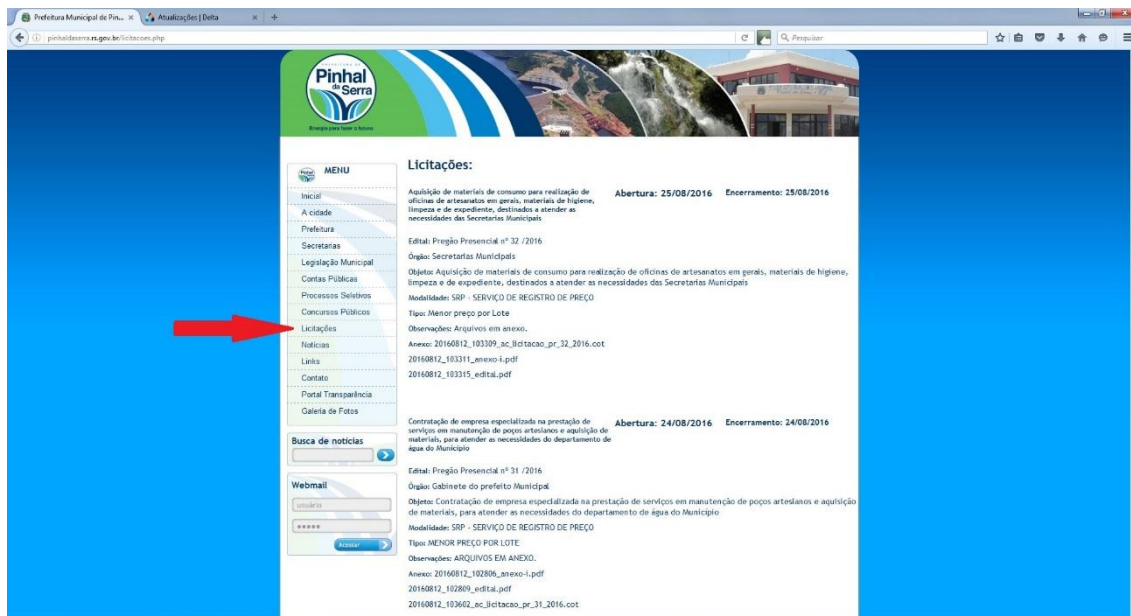 Prefeitura Municipal de Pin...
Atualizações | Delta
pinhaldaserra.rs.gov.br/licitacoes.php
Pesquisar
PREFEITURA DE
Pinhal
da Serra
Energia para fazer o futuro
MENU
Inicial
A cidade
Prefeitura
Secretarias
Legislação Municipal
Contas Públicas
Processos Seletivos
Concursos Públicos
Licitações
Notícias
Links
Contato
Portal Transparência
Galeria de Fotos
Busca de notícias
Webmail
usuário
•••••
Acessar
Licitações:
Aquisição de materiais de consumo para realização de
oficinas de artesanatos em gerais, materiais de higiene,
limpeza e de expediente, destinados a atender as
necessidades das Secretarias Municipais
Abertura: 25/08/2016 Encerramento: 25/08/2016
Edital: Pregão Presencial nº 32 /2016
Órgão: Secretarias Municipais
Objeto: Aquisição de materiais de consumo para realização de oficinas de artesanatos em gerais, materiais de higiene,
limpeza e de expediente, destinados a atender as necessidades das Secretarias Municipais
Modalidade: SRP - SERVIÇO DE REGISTRO DE PREÇO
Tipo: Menor preço por Lote
Observações: Arquivos em anexo.
Anexo: 20160812_103309_ac_licitacao_pr_32_2016.cot
20160812_103311_anexo-i.pdf
20160812_103315_edital.pdf
Contratação de empresa especializada na prestação de
serviços em manutenção de poços artesianos e aquisição de
materiais, para atender as necessidades do departamento de
água do Município
Abertura: 24/08/2016 Encerramento: 24/08/2016
Edital: Pregão Presencial nº 31 /2016
Órgão: Gabinete do prefeito Municipal
Objeto: Contratação de empresa especializada na prestação de serviços em manutenção de poços artesianos e aquisição
de materiais, para atender as necessidades do departamento de água do Município
Modalidade: SRP - SERVIÇO DE REGISTRO DE PREÇO
Tipo: MENOR PREÇO POR LOTE
Observações: ARQUIVOS EM ANEXO.
Anexo: 20160812_102806_anexo-i.pdf
20160812_102809_edital.pdf
20160812_103602_ac_licitacao_pr_31_2016.cot